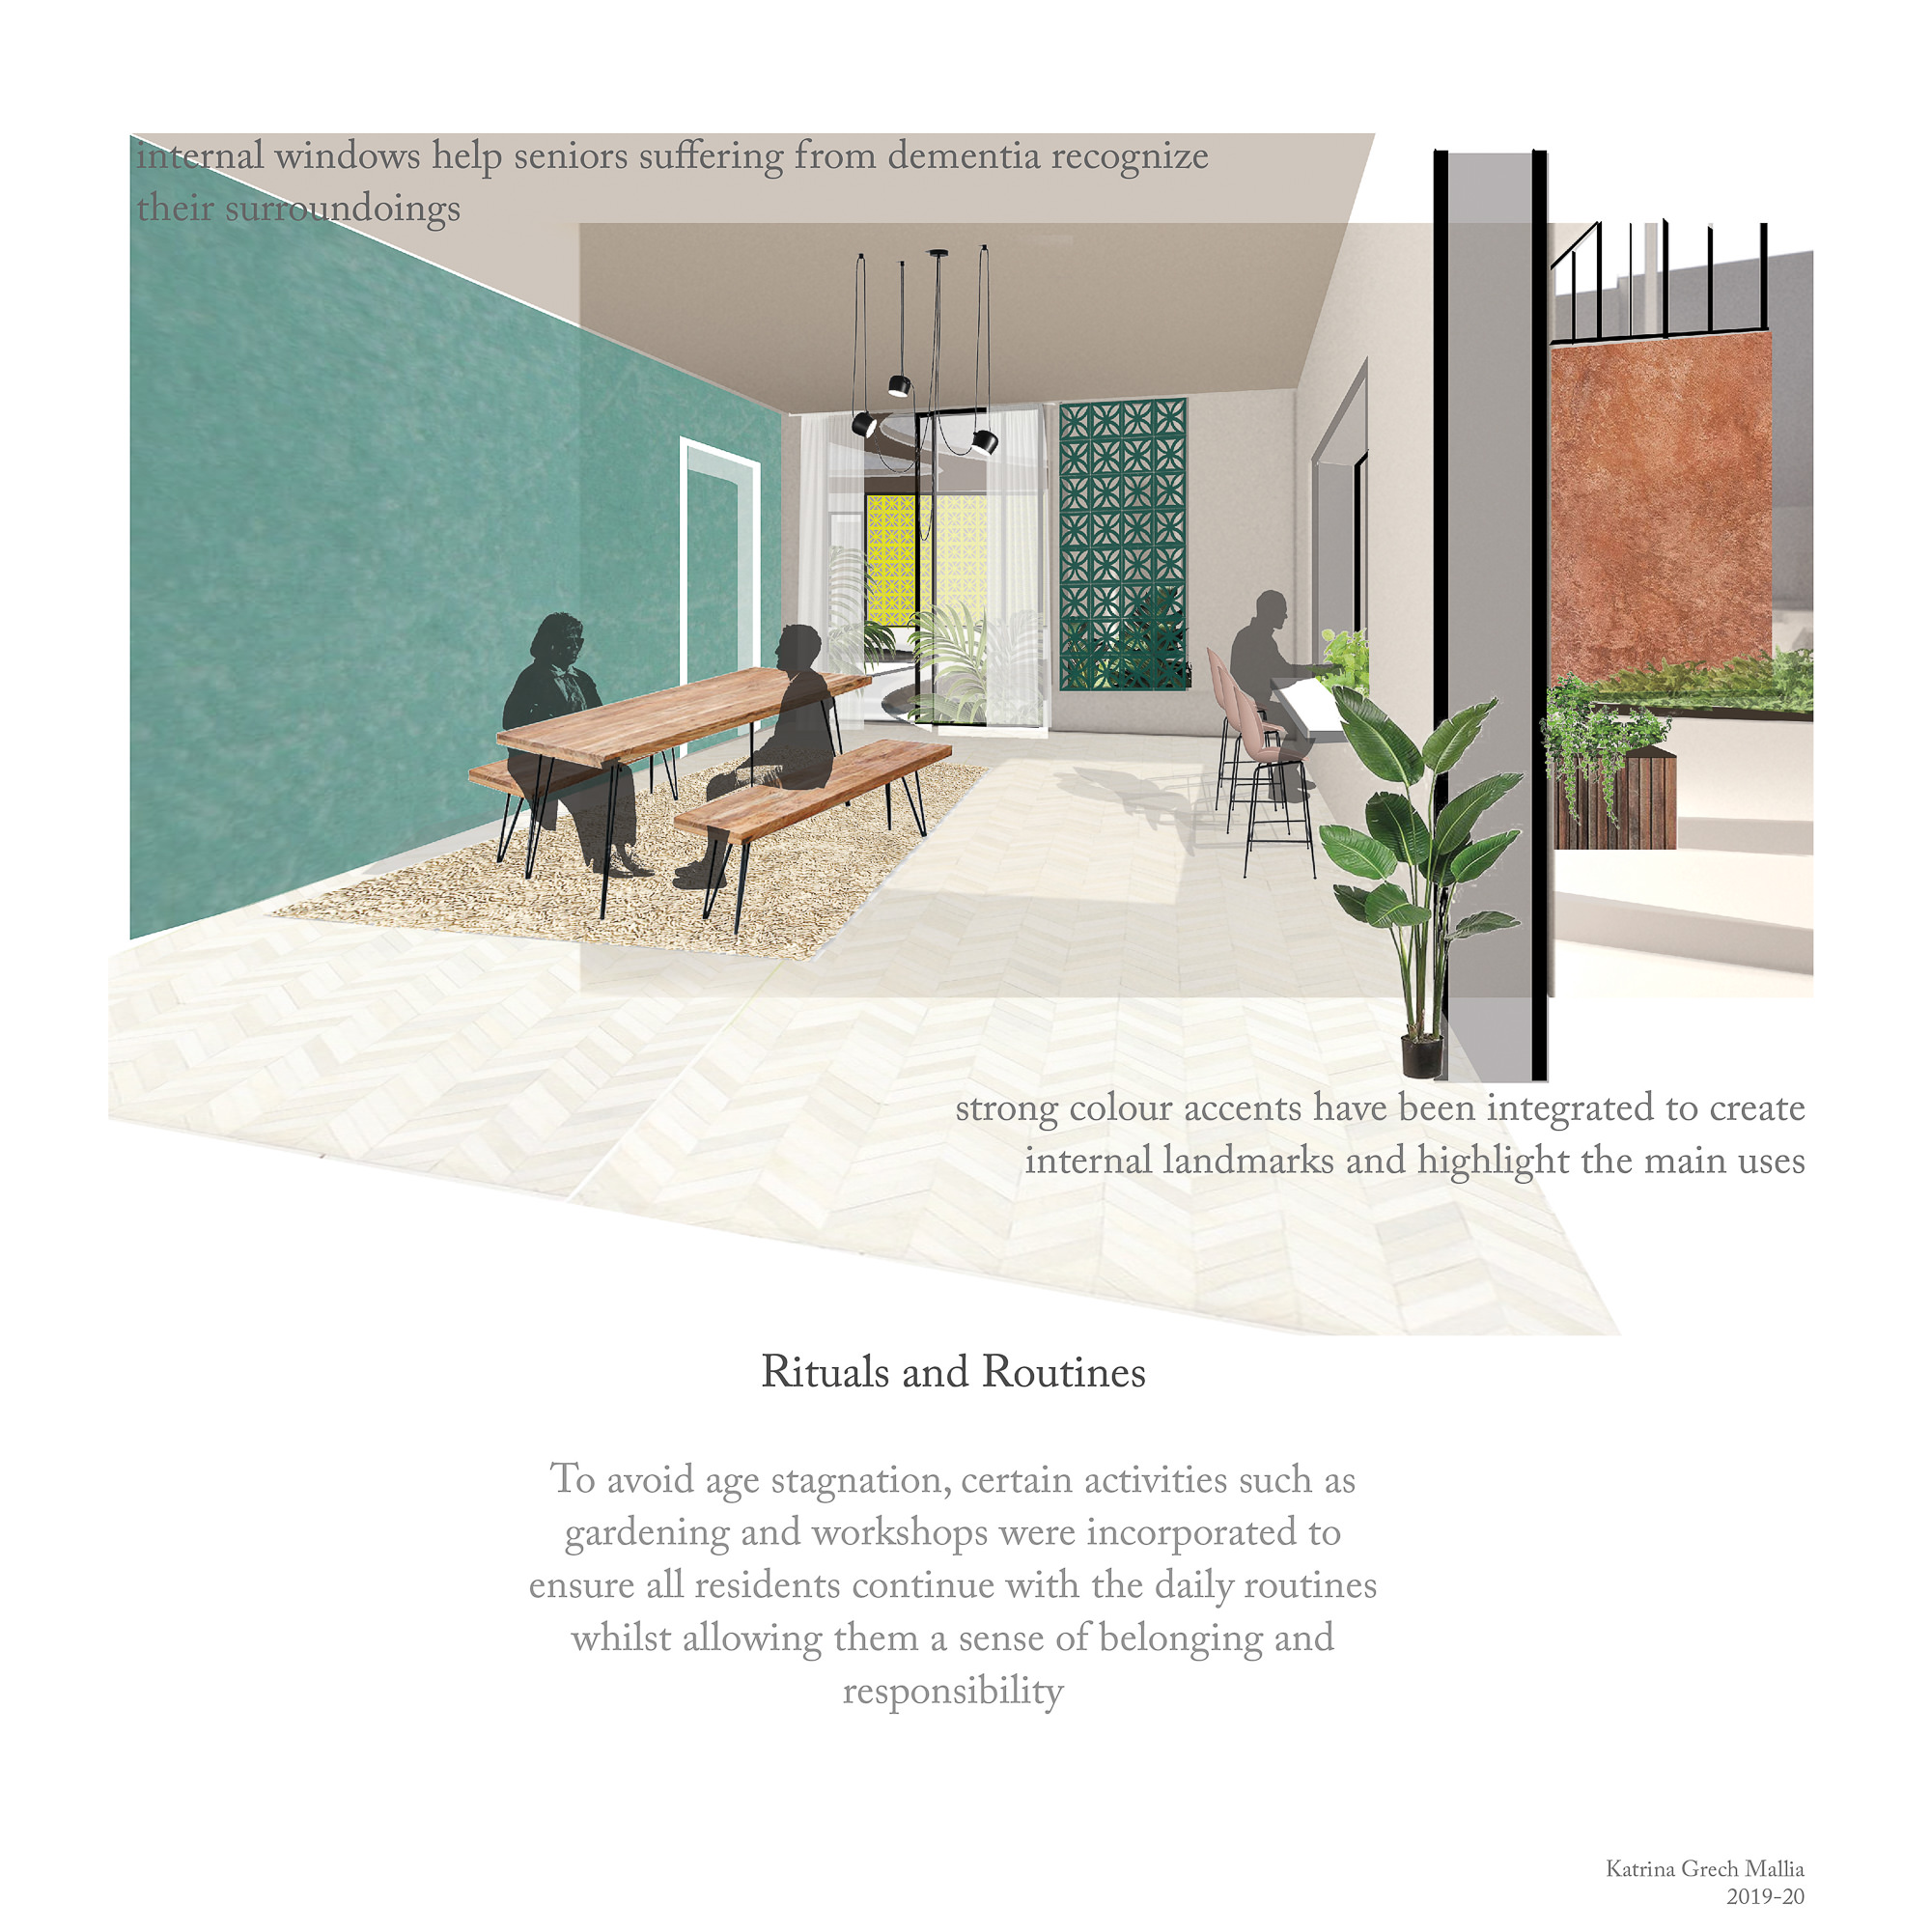 internal windows help seniors suffering from dementia recognize
their surroundoings
strong colour accents have been integrated to create
internal landmarks and highlight the main uses
Rituals and Routines
To avoid age stagnation, certain activities such as
gardening and workshops were incorporated to
ensure all residents continue with the daily routines
whilst allowing them a sense of belonging and
responsibility
Katrina Grech Mallia
2019-20